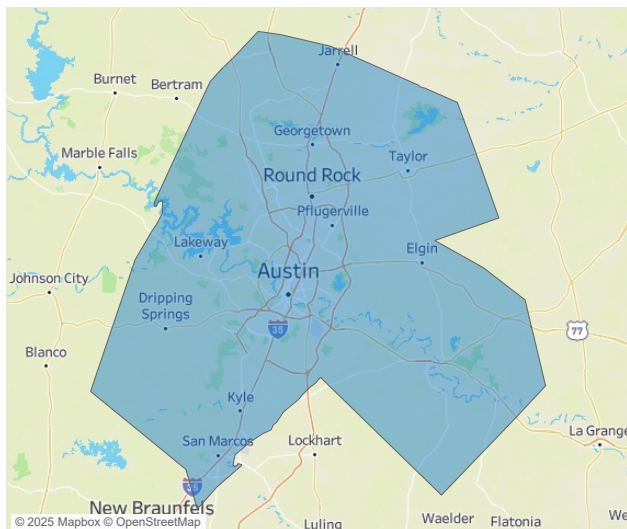 Jarrell
Burnet
Bertram
Georgetown
Marble Falls
Taylor
Round Rock
Pflugerville
Lakeway
Elgin
Austin
Johnson City
Dripping
Springs
35
77
Blanco
Kyle
La Grange
San Marcos
Lockhart
35
New Braunfels
Waelder
Flatonia
We
Luling
© 2025 Mapbox © OpenStreetMap